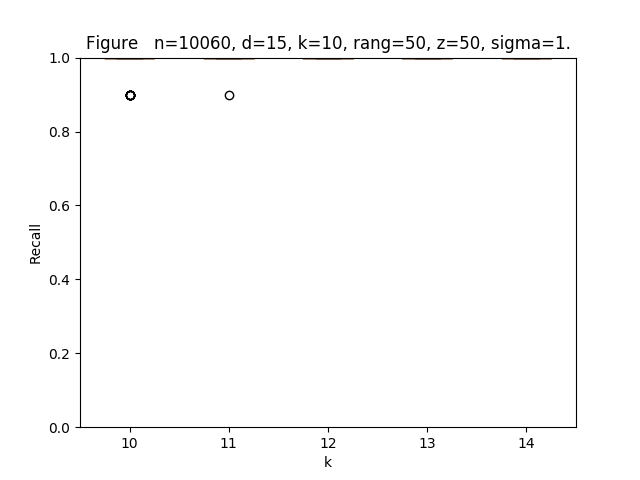 Figure   n=10060, d=15, k=10, rang=50, z=50, sigma=1.
1.0
0.8
0.6
0.4
0.2
0.0
Recall
10 11 12 13 14
k